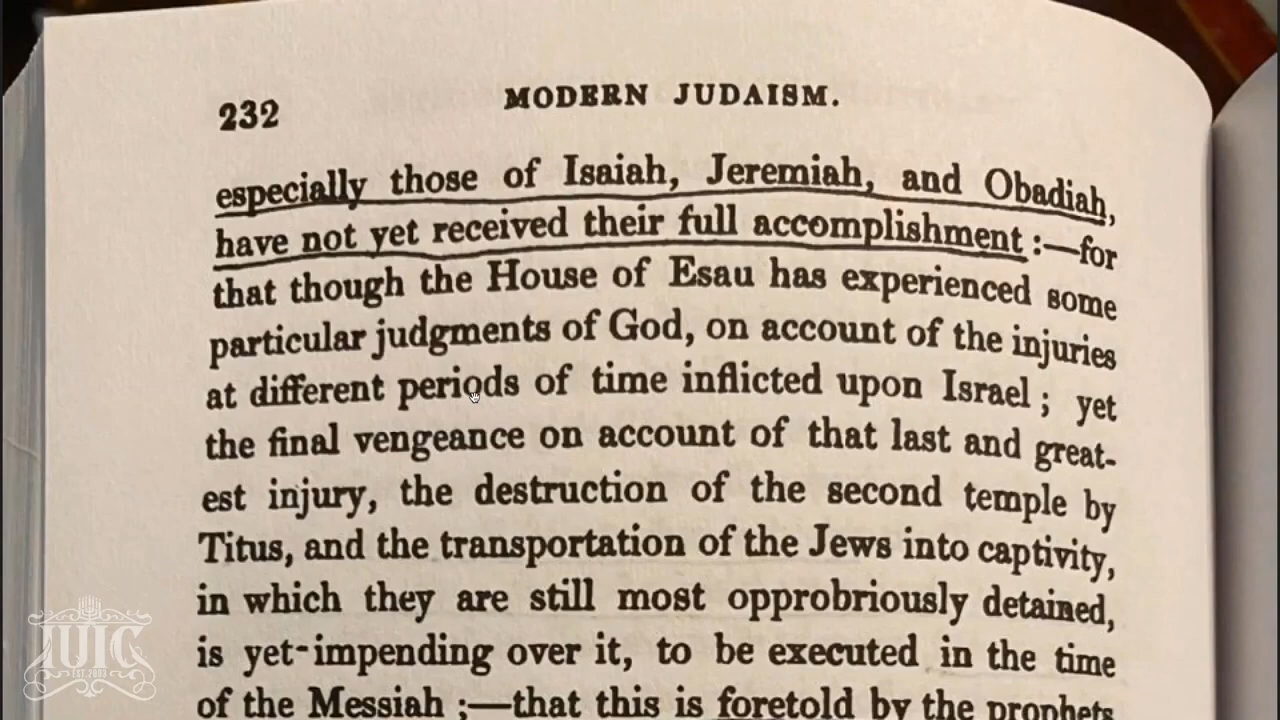 232
MODERN JUDAISM.
especially those of Isaiah, Jeremiah, and Obadiah,
have not yet received their full accomplishment :—for
that though the House of Esau has experienced some
particular judgments of God, on account of the injuries
at different periods of time inflicted upon Israel ; yet
the final vengeance on account of that last and great-
est injury, the destruction of the second temple by
Titus, and the transportation of the Jews into captivity,
in which they are still most opprobriously detained,
is yet-impending over it, to be executed in the time
of the Messiah ;—that this is foretold by the prophets
IUIC
EST. 2003